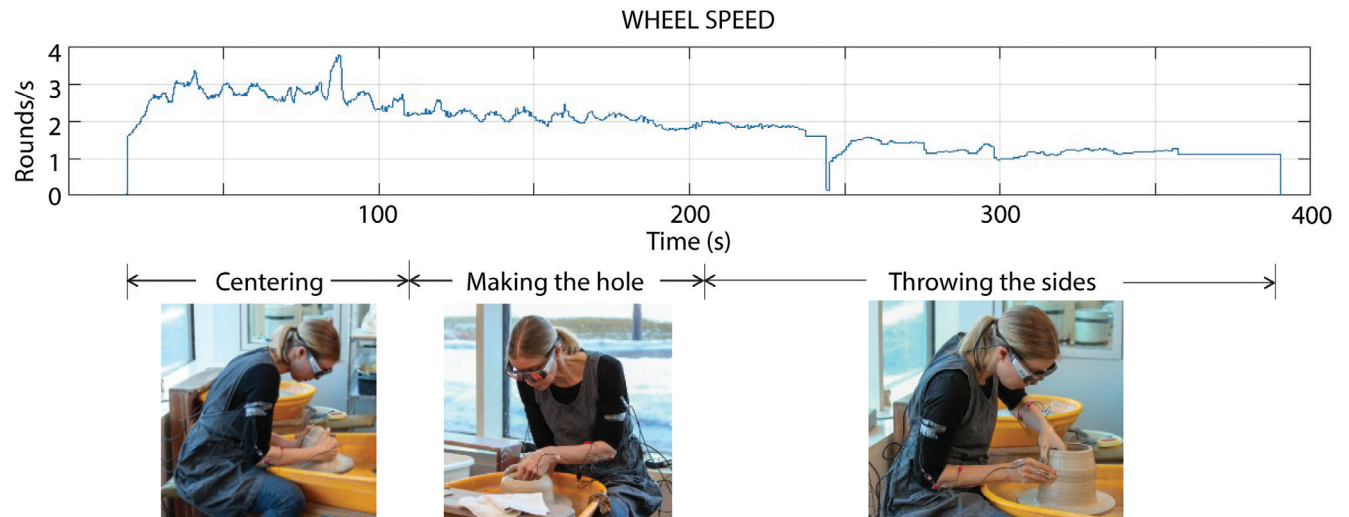 WHEEL SPEED
4
3
2
1
0
Rounds/s
100 200 300 400
Time (s)
Centering Making the hole Throwing the sides